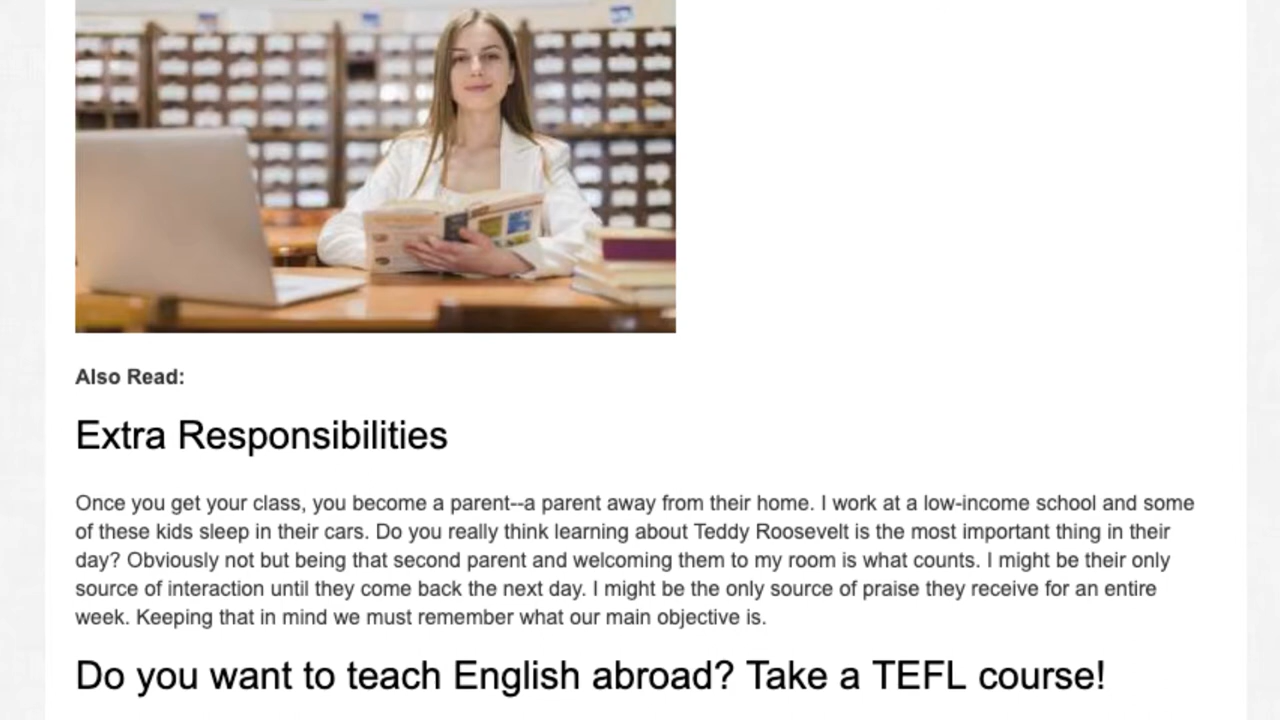 Also Read:
Extra Responsibilities
Once you get your class, you become a parent--a parent away from their home. I work at a low-income school and some
of these kids sleep in their cars. Do you really think learning about Teddy Roosevelt is the most important thing in their
day? Obviously not but being that second parent and welcoming them to my room is what counts. I might be their only
source of interaction until they come back the next day. I might be the only source of praise they receive for an entire
week. Keeping that in mind we must remember what our main objective is.
Do you want to teach English abroad? Take a TEFL course!